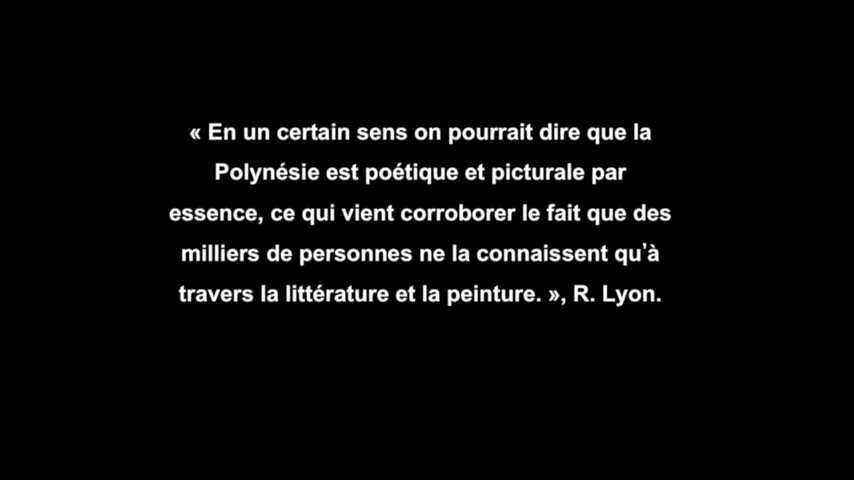 « En un certain sens on pourrait dire que la
Polynésie est poétique et picturale par
essence, ce qui vient corroborer le fait que des
milliers de personnes ne la connaissent qu’à
travers la littérature et la peinture. », R. Lyon.